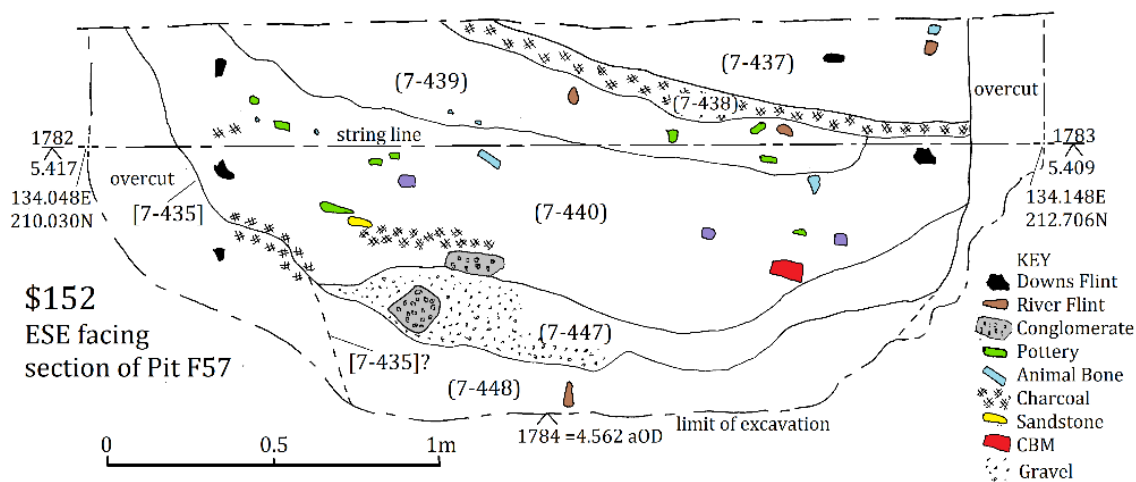 (7-437)
(7-439)
(7-438)
overcut
string line
1782
5.417
134.048E
210.030N
1783
5.409
134.148E
212.706N
overcut
[7-435]
(7-440)
$152
ESE facing
section of Pit F57
(7-447)
[7-435]?
(7-448)
1784 =4.562 aOD
limit of excavation
0 0.5 1m
KEY
Downs Flint
River Flint
Conglomerate
Pottery
Animal Bone
Charcoal
Sandstone
CBM
Gravel